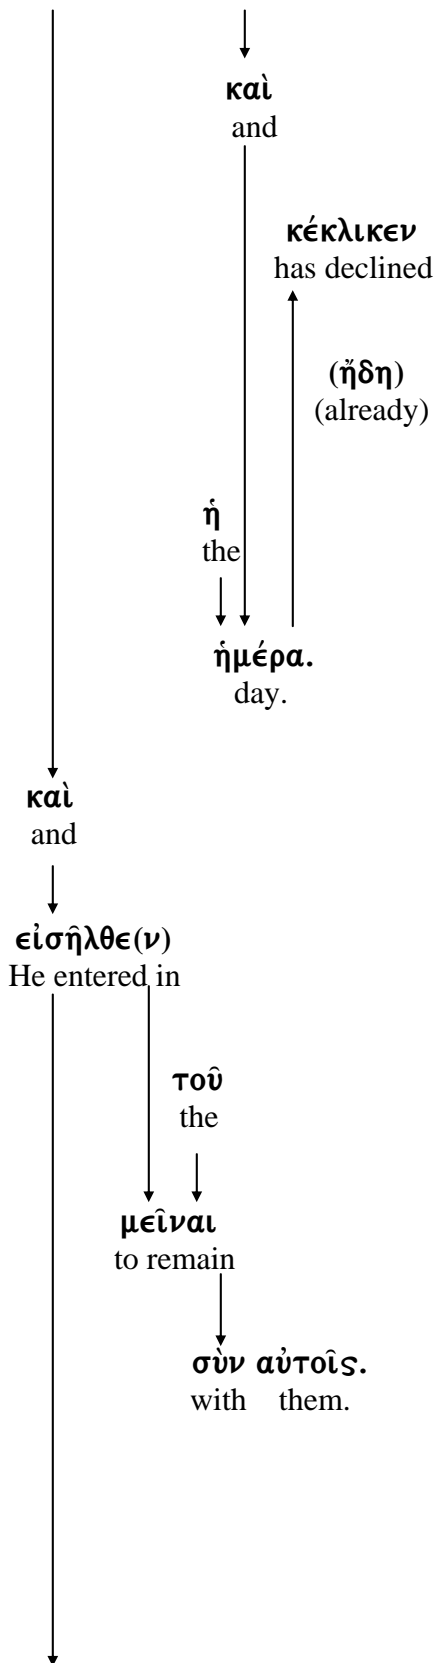 καὶ
and
κέκλικεν
has declined
(ἤδη)
(already)
ἡ
the
ἡμέρα.
day.
καὶ
and
εἰσῆλθε(ν)
He entered in
τοῦ
the
μεῖναι
to remain
σὺν αὐτοῖς.
with them.